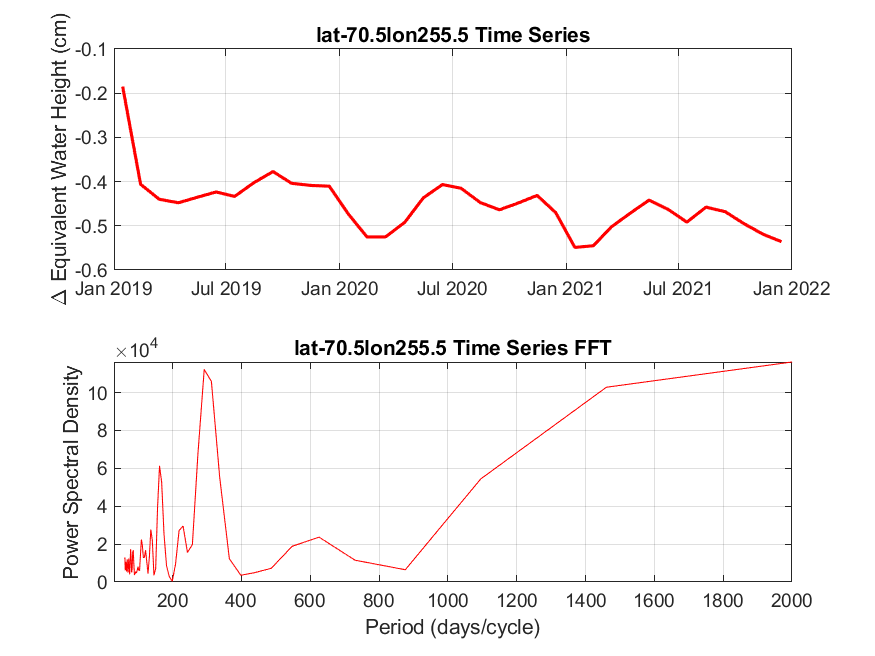 lat-70.5lon255.5 Time Series
Δ Equivalent Water Height (cm)
-0.1
-0.2
-0.3
-0.4
-0.5
-0.6
Jan 2019 Jul 2019 Jan 2020 Jul 2020 Jan 2021 Jul 2021 Jan 2022
lat-70.5lon255.5 Time Series FFT
×10⁴
Power Spectral Density
10
8
6
4
2
0
200 400 600 800 1000 1200 1400 1600 1800 2000
Period (days/cycle)